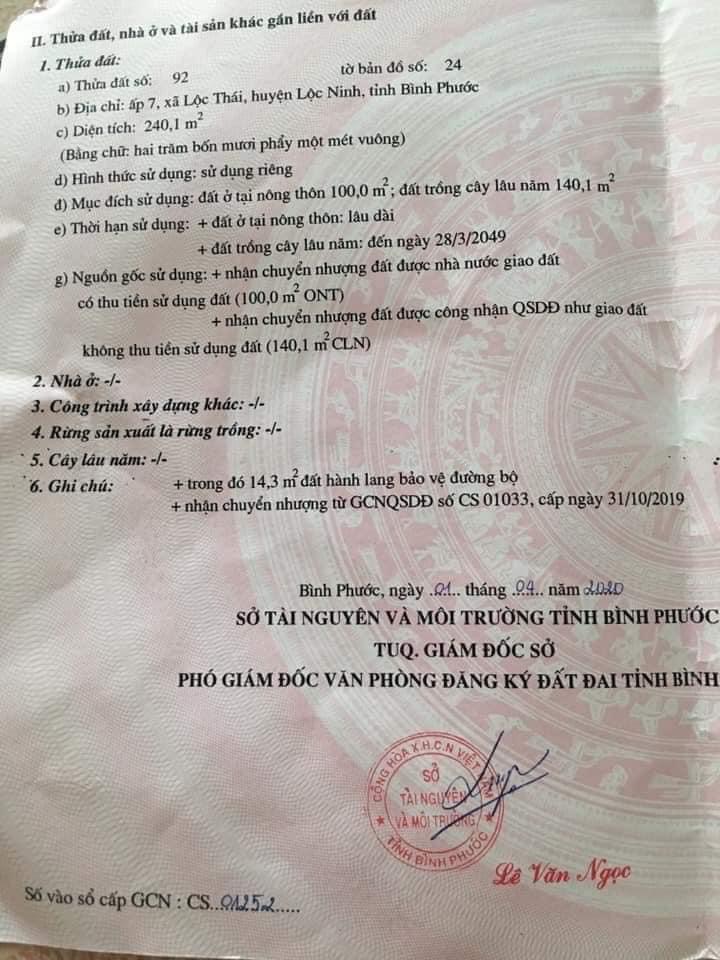 II. Thửa đất, nhà ở và tài sản khác gắn liền với đất
1. Thửa đất:
a) Thửa đất số: 92 tờ bản đồ số: 24
b) Địa chỉ: ấp 7, xã Lộc Thái, huyện Lộc Ninh, tỉnh Bình Phước
c) Diện tích: 240,1 m2
(Bằng chữ: hai trăm bốn mươi phẩy một mét vuông)
d) Hình thức sử dụng: sử dụng riêng
đ) Mục đích sử dụng: đất ở tại nông thôn 100,0 m2; đất trồng cây lâu năm 140,1 m2
e) Thời hạn sử dụng: + đất ở tại nông thôn: lâu dài
+ đất trồng cây lâu năm: đến ngày 28/3/2049
g) Nguồn gốc sử dụng: + nhận chuyển nhượng đất được nhà nước giao đất
có thu tiền sử dụng đất (100,0 m2 ONT)
+ nhận chuyển nhượng đất được công nhận QSDĐ như giao đất
không thu tiền sử dụng đất (140,1 m2 CLN)
2. Nhà ở: -/-
3. Công trình xây dựng khác: -/-
4. Rừng sản xuất là rừng trồng: -/-
5. Cây lâu năm: -/-
6. Ghi chú: + trong đó 14,3 m2 đất hành lang bảo vệ đường bộ
+ nhận chuyển nhượng từ GCNQSDĐ số CS 01033, cấp ngày 31/10/2019
Bình Phước, ngày .01.. tháng .04.. năm 2020
SỞ TÀI NGUYÊN VÀ MÔI TRƯỜNG TỈNH BÌNH PHƯỚC
TUQ. GIÁM ĐỐC SỞ
PHÓ GIÁM ĐỐC VĂN PHÒNG ĐĂNG KÝ ĐẤT ĐAI TỈNH BÌNH
CỘNG HÒA X.H.C.N VIỆT NAM
SỞ
TÀI NGUYÊN
VÀ MÔI TRƯỜNG
TỈNH BÌNH PHƯỚC
Lê Văn Ngọc
Số vào sổ cấp GCN : CS..01252.....